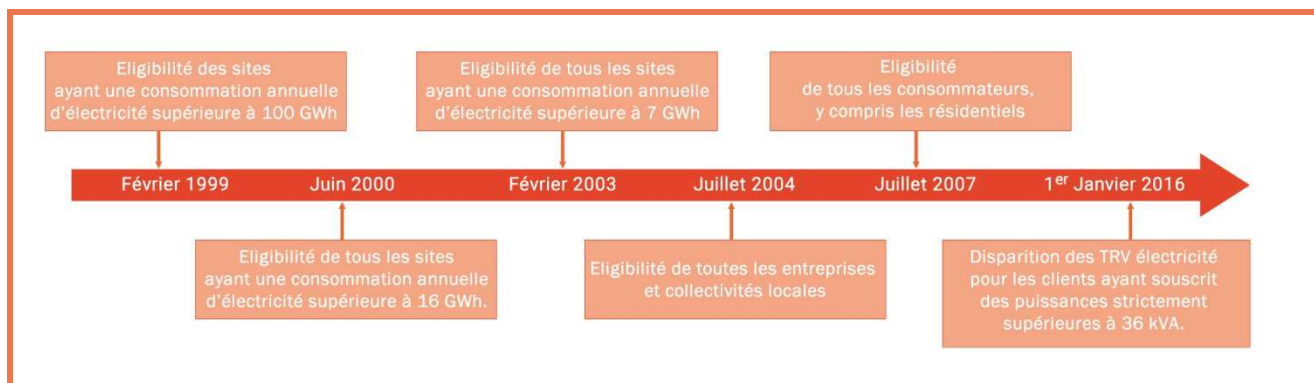 Eligibilité des sites
ayant une consommation annuelle
d'électricité supérieure à 100 GWh
Eligibilité de tous les sites
ayant une consommation annuelle
d'électricité supérieure à 7 GWh
Eligibilité
de tous les consommateurs,
y compris les résidentiels
Février 1999
Juin 2000
Février 2003
Juillet 2004
Juillet 2007
1er Janvier 2016
Eligibilité de tous les sites
ayant une consommation annuelle
d'électricité supérieure à 16 GWh.
Eligibilité de toutes les entreprises
et collectivités locales
Disparition des TRV électricité
pour les clients ayant souscrit
des puissances strictement
supérieures à 36 kVA.